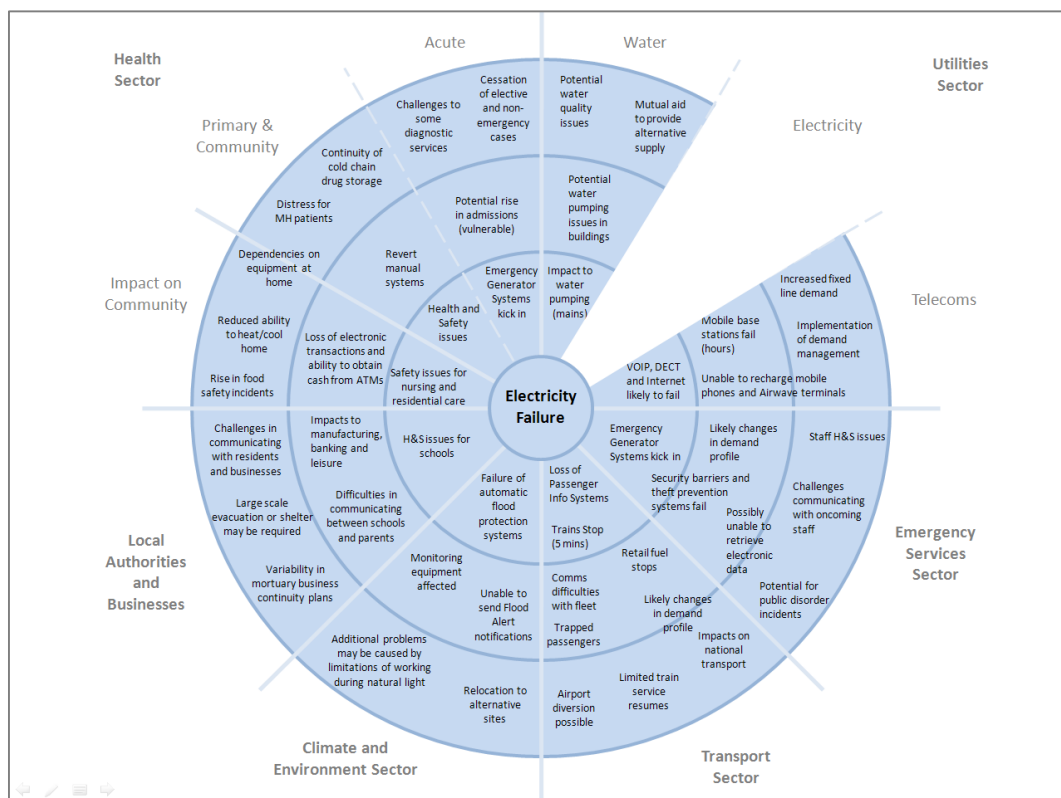 Health
Sector
Acute
Water
Utilities
Sector
Primary &
Community
Electricity
Impact on
Community
Telecoms
Challenges to
some
diagnostic
services
Cessation
of elective
and non-
emergency
cases
Potential
water
quality
issues
Mutual aid
to provide
alternative
supply
Continuity of
cold chain
drug storage
Distress for
MH patients
Potential rise
in admissions
(vulnerable)
Potential
water
pumping
issues in
buildings
Dependencies on
equipment at
home
Revert
manual
systems
Emergency
Generator
Systems
kick in
Impact to
water
pumping
(mains)
Increased fixed
line demand
Health and
Safety
issues
Mobile base
stations fail
(hours)
Implementation
of demand
management
Reduced ability
to heat/cool
home
Loss of electronic
transactions and
ability to obtain
cash from ATMs
Safety issues for
nursing and
residential care
VOIP, DECT
and Internet
likely to fail
Unable to recharge mobile
phones and Airwave terminals
Rise in food
safety incidents
Electricity
Failure
Challenges in
communicating
with residents
and businesses
Impacts to
manufacturing,
banking and
leisure
H&S issues for
schools
Emergency
Generator
Systems kick in
Likely changes
in demand
profile
Staff H&S issues
Large scale
evacuation or shelter
may be required
Difficulties in
communicating
between schools
and parents
Failure of
automatic
flood
protection
systems
Loss of
Passenger
Info Systems
Trains Stop
(5 mins)
Security barriers and
theft prevention
systems fail
Possibly
unable to
retrieve
electronic
data
Challenges
communicating
with oncoming
staff
Local
Authorities
and
Businesses
Emergency
Services
Sector
Variability in
mortuary business
continuity plans
Monitoring
equipment
affected
Unable to
send Flood
Alert
notifications
Comms
difficulties
with fleet
Trapped
passengers
Retail fuel
stops
Likely changes
in demand
profile
Potential for
public disorder
incidents
Additional problems
may be caused by
limitations of working
during natural light
Impacts on
national
transport
Relocation to
alternative
sites
Airport
diversion
possible
Limited train
service
resumes
Climate and
Environment Sector
Transport
Sector